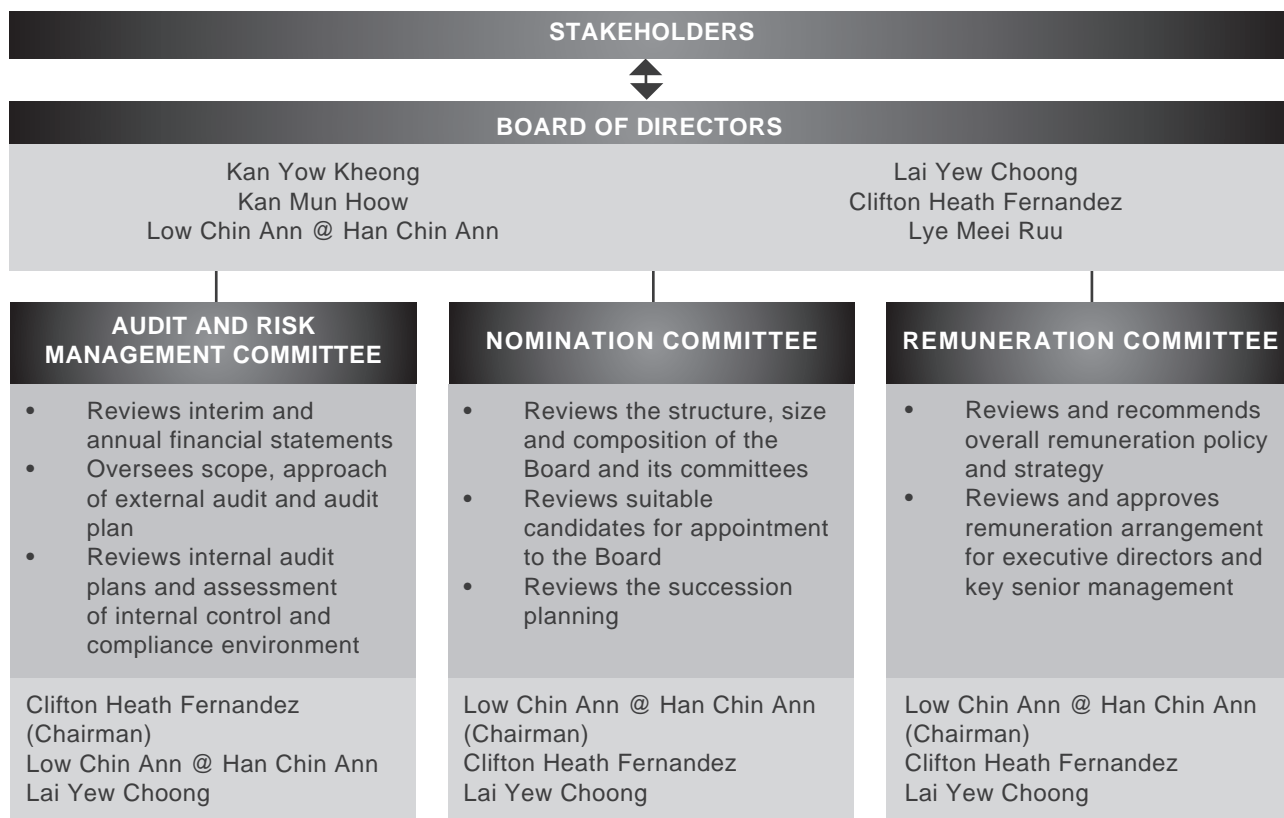 STAKEHOLDERS
BOARD OF DIRECTORS
Kan Yow Kheong
Kan Mun Hoow
Low Chin Ann @ Han Chin Ann
Lai Yew Choong
Clifton Heath Fernandez
Lye Meei Ruu
AUDIT AND RISK
MANAGEMENT COMMITTEE
• Reviews interim and
annual financial statements
• Oversees scope, approach
of external audit and audit
plan
• Reviews internal audit
plans and assessment
of internal control and
compliance environment
Clifton Heath Fernandez
(Chairman)
Low Chin Ann @ Han Chin Ann
Lai Yew Choong
NOMINATION COMMITTEE
• Reviews the structure, size
and composition of the
Board and its committees
• Reviews suitable
candidates for appointment
to the Board
• Reviews the succession
planning
Low Chin Ann @ Han Chin Ann
(Chairman)
Clifton Heath Fernandez
Lai Yew Choong
REMUNERATION COMMITTEE
• Reviews and recommends
overall remuneration policy
and strategy
• Reviews and approves
remuneration arrangement
for executive directors and
key senior management
Low Chin Ann @ Han Chin Ann
(Chairman)
Clifton Heath Fernandez
Lai Yew Choong